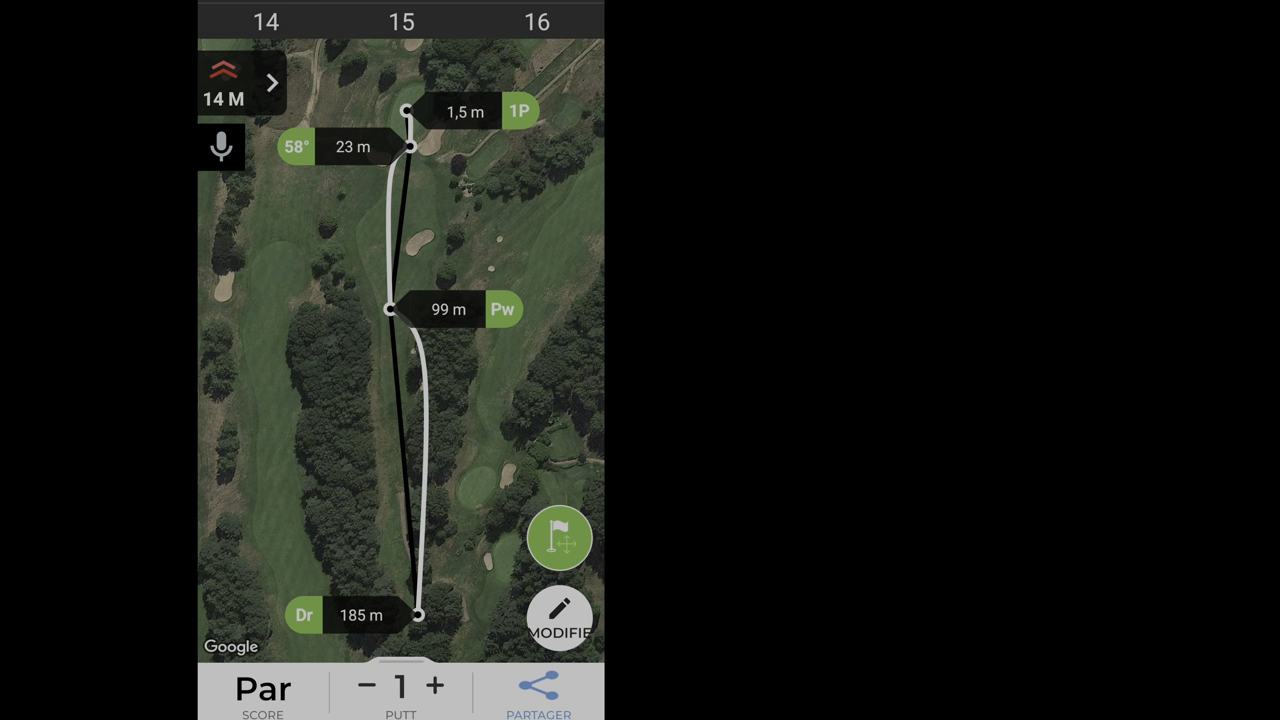 14 15 16
14 M
1,5 m 1P
58° 23 m
99 m Pw
Dr 185 m
MODIFIE
Google
Par − 1 +
SCORE PUTT PARTAGER